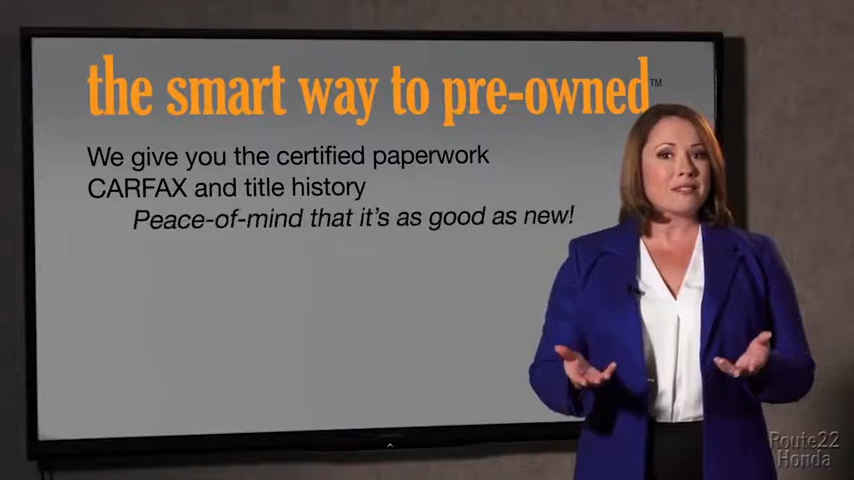 the smart way to pre-owned™
We give you the certified paperwork
CARFAX and title history
Peace-of-mind that it's as good as new!
Route22
Honda